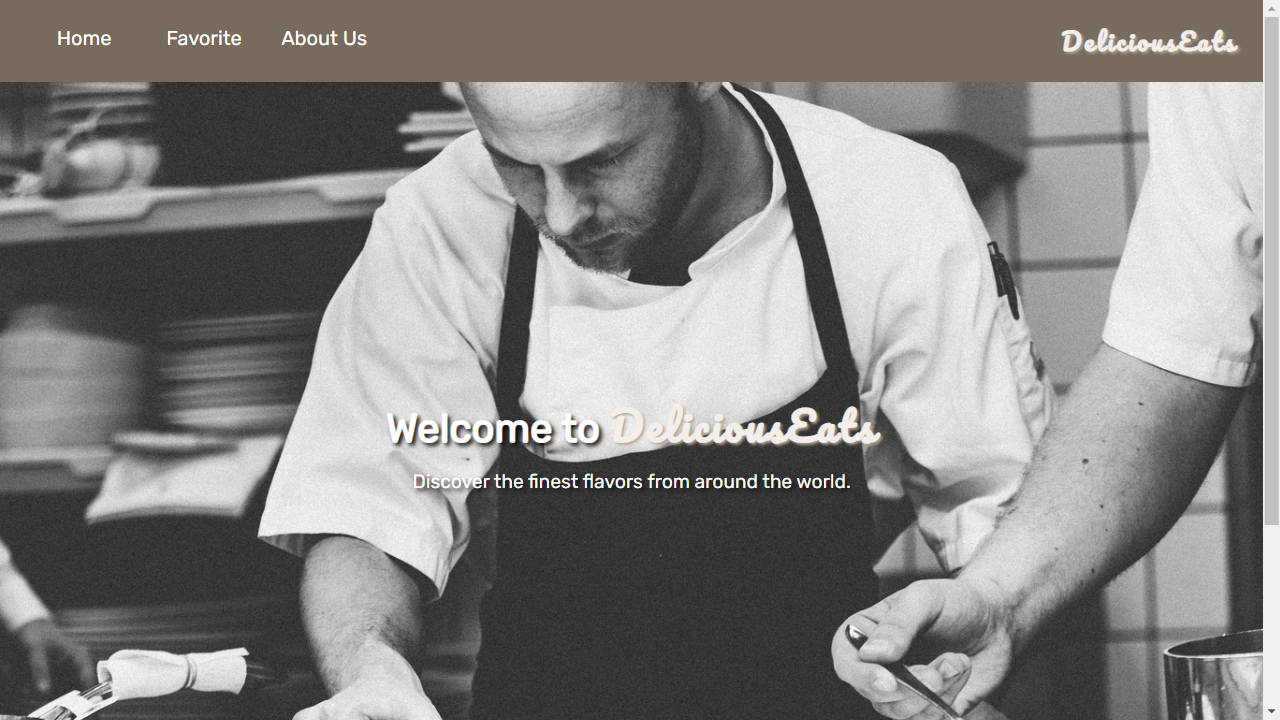 Home Favorite About Us DeliciousEats
Welcome to DeliciousEats
Discover the finest flavors from around the world.